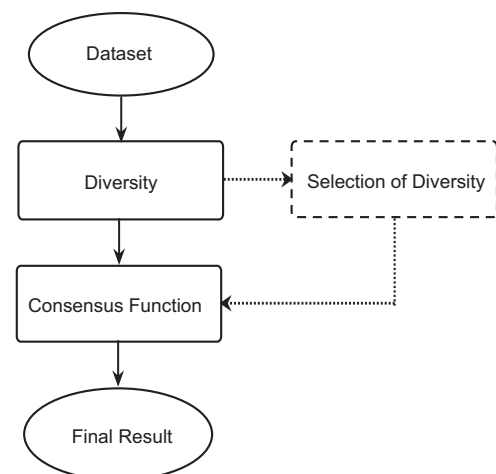 Dataset
Diversity
Selection of Diversity
Consensus Function
Final Result